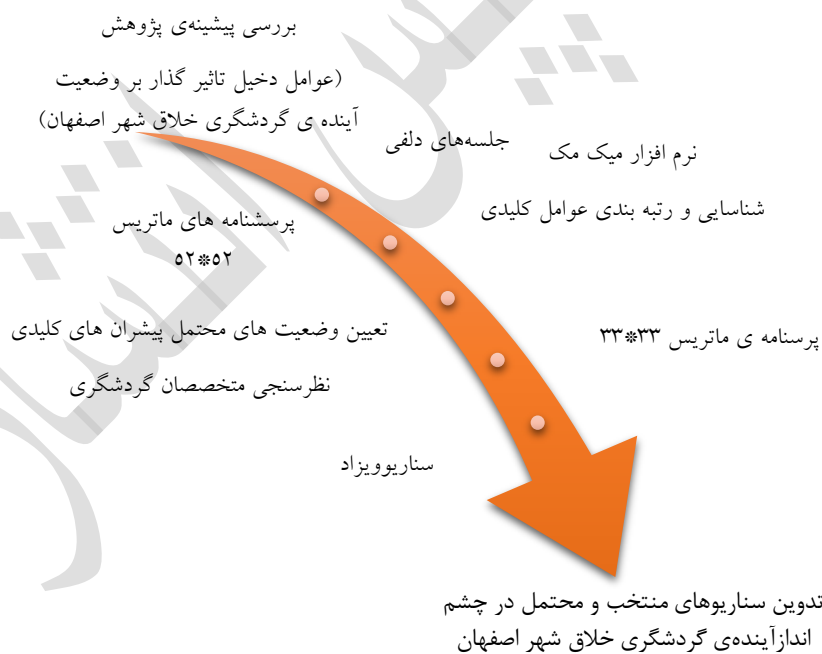 بررسی پیشینه‌ی پژوهش
(عوامل دخیل تاثیر گذار بر وضعیت
آینده ی گردشگری خلاق شهر اصفهان)
جلسه‌های دلفی
نرم افزار میک مک
شناسایی و رتبه بندی عوامل کلیدی
پرسشنامه های ماتریس
۵۲*۵۲
پرسنامه ی ماتریس ۳۳*۳۳
تعیین وضعیت های محتمل پیشران های کلیدی
نظرسنجی متخصصان گردشگری
سناریوویزاد
تدوین سناریوهای منتخب و محتمل در چشم
اندازآینده‌ی گردشگری خلاق شهر اصفهان